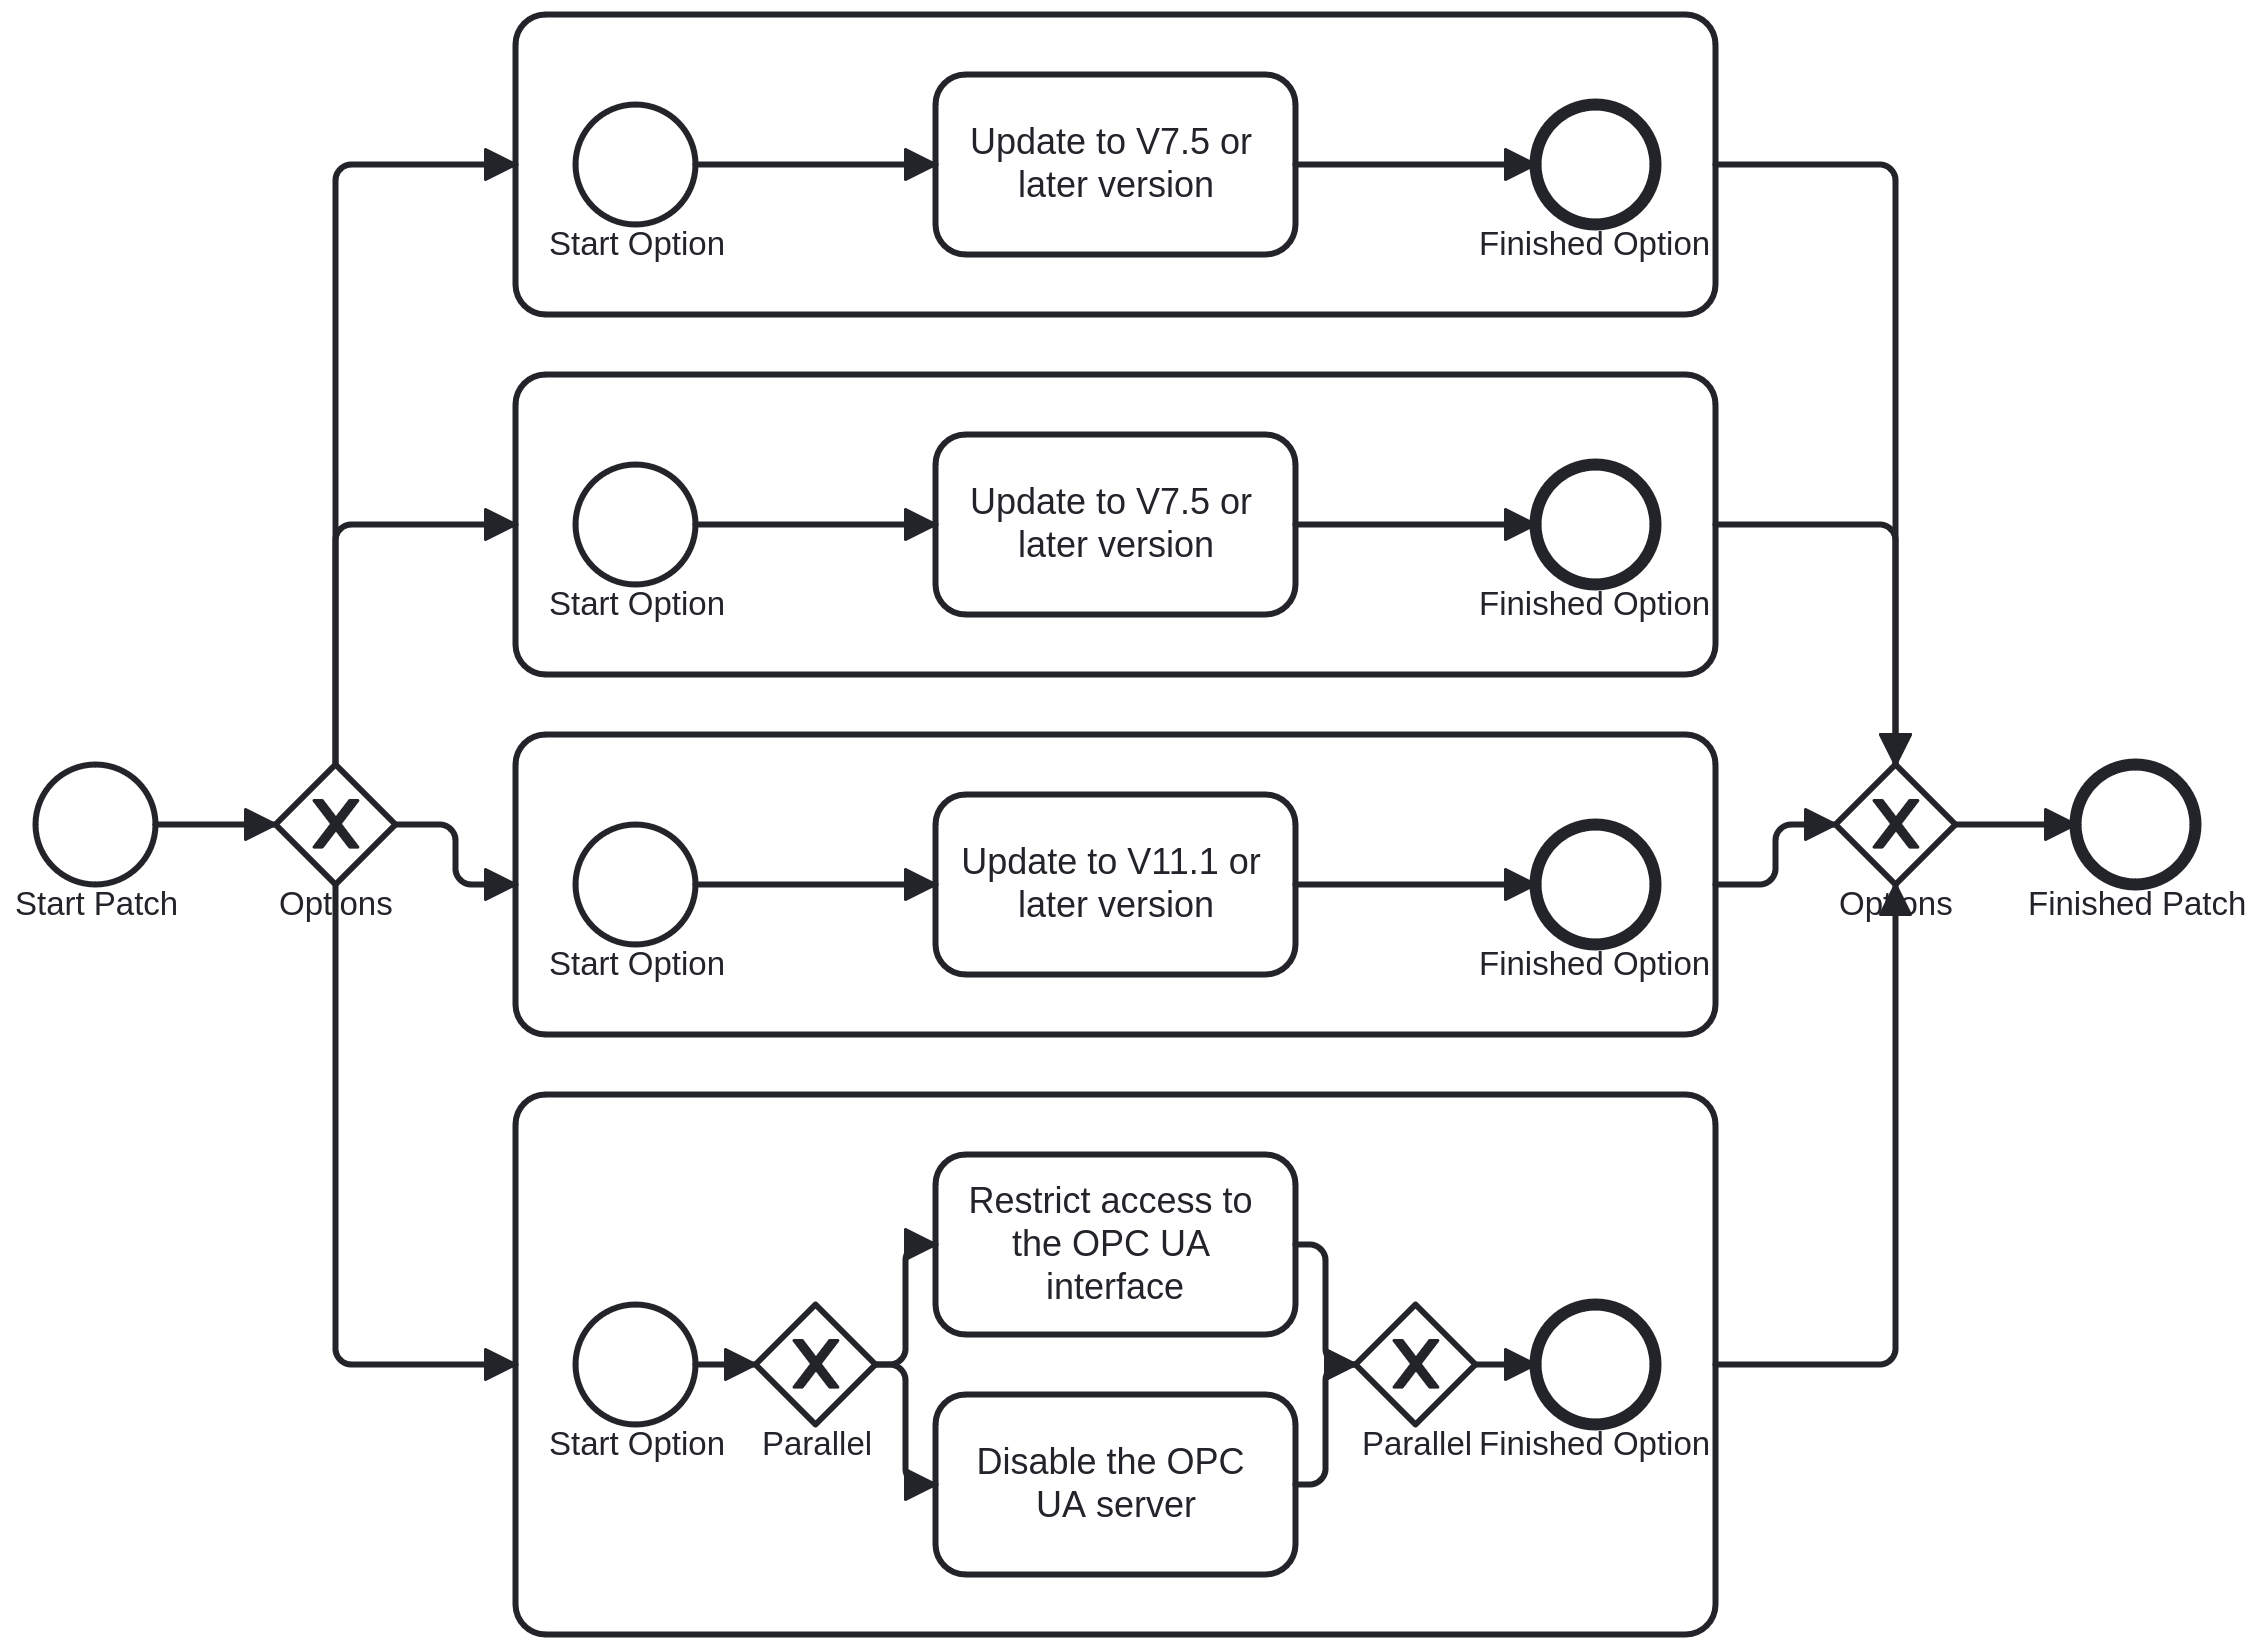 Update to V7.5 or
later version
Start Option
Finished Option
Update to V7.5 or
later version
Start Option
Finished Option
Start Patch
X
Options
Update to V11.1 or
later version
Start Option
Finished Option
X
Options
Finished Patch
Restrict access to
the OPC UA
interface
Start Option
X
Parallel
Disable the OPC
UA server
X
Parallel
Finished Option